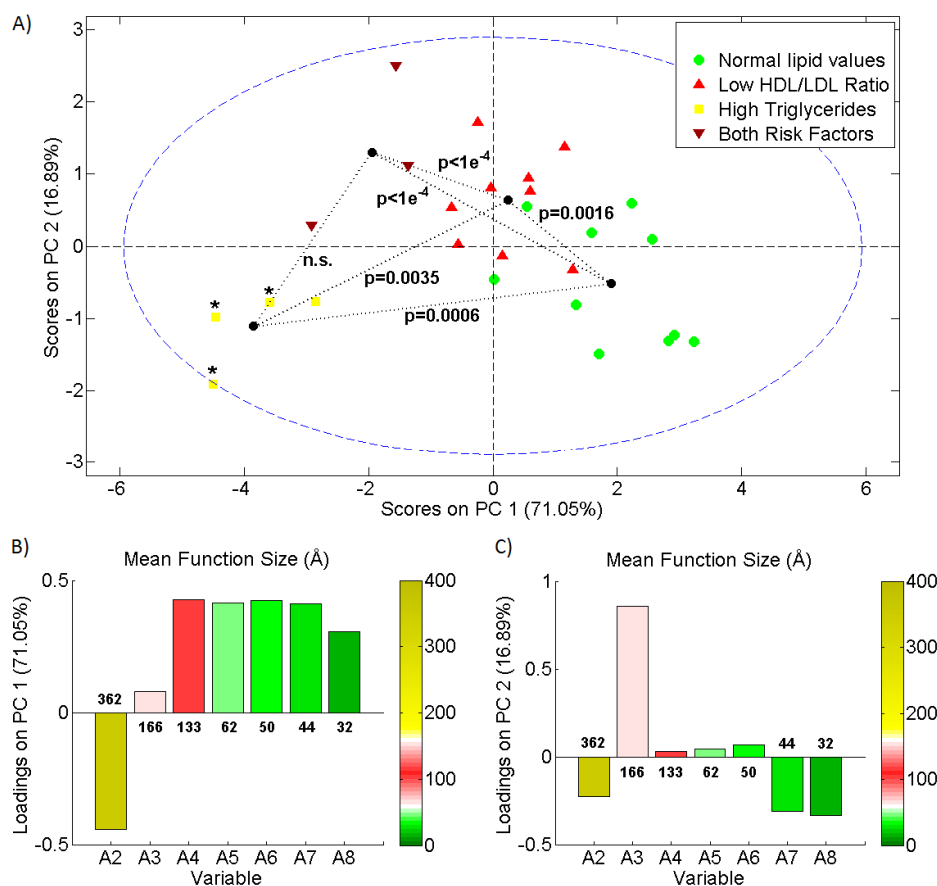 A)
Scores on PC 2 (16.89%)
3
2
1
0
-1
-2
-3
Normal lipid values
Low HDL/LDL Ratio
High Triglycerides
Both Risk Factors
p<1e-4
p<1e-4
p=0.0016
n.s.
p=0.0035
p=0.0006
*
*
*
-6
-4
-2
0
2
4
6
Scores on PC 1 (71.05%)
B)
Mean Function Size (Å)
Loadings on PC 1 (71.05%)
0.5
0
-0.5
362
166
133
62
50
44
32
A2
A3
A4
A5
A6
A7
A8
Variable
400
300
200
100
0
C)
Mean Function Size (Å)
Loadings on PC 2 (16.89%)
1
0.5
0
-0.5
362
166
133
62
50
44
32
A2
A3
A4
A5
A6
A7
A8
Variable
400
300
200
100
0